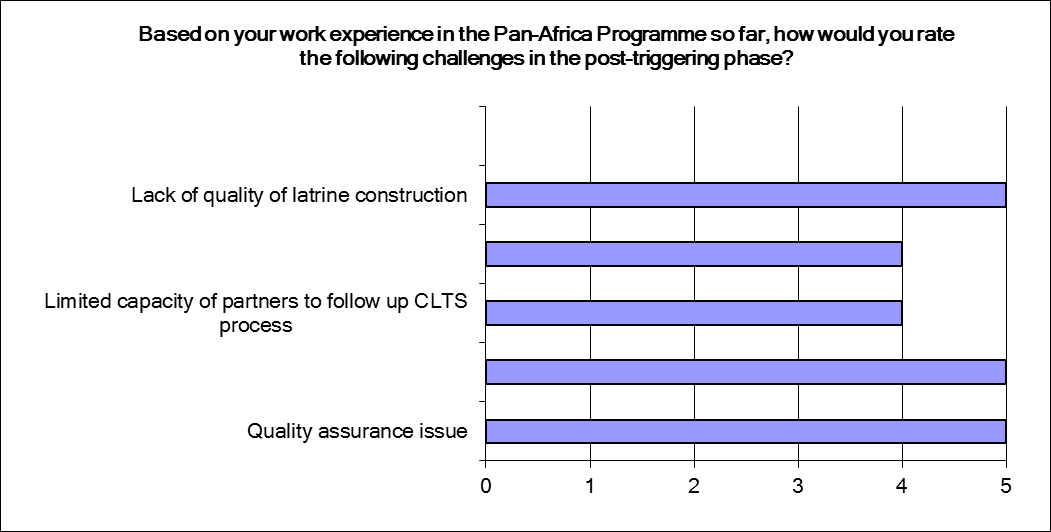 Based on your work experience in the Pan-Africa Programme so far, how would you rate
the following challenges in the post-triggering phase?
Lack of quality of latrine construction
Limited capacity of partners to follow up CLTS
process
Quality assurance issue
0 1 2 3 4 5